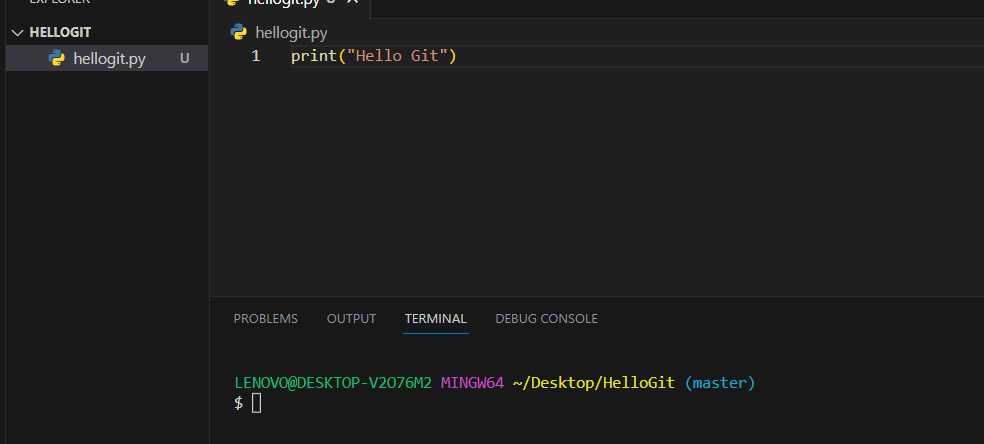 EXPLORER
HELLOGIT
hellogit.py U
hellogit.py U
hellogit.py
1 print("Hello Git")
PROBLEMS OUTPUT TERMINAL DEBUG CONSOLE
LENOVO@DESKTOP-V2O76M2 MINGW64 ~/Desktop/HelloGit (master)
$